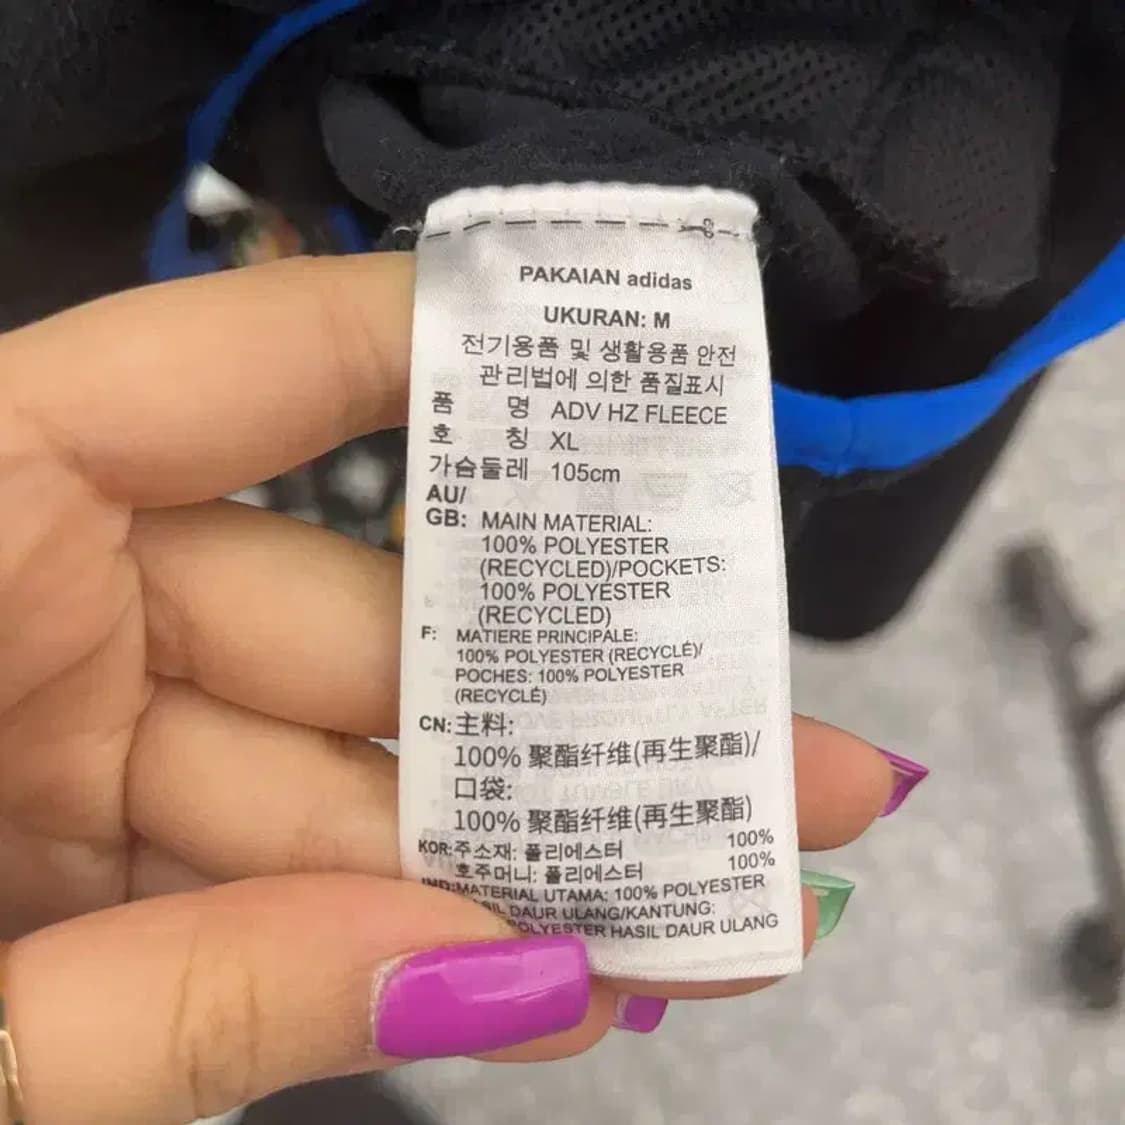 PAKAIAN adidas
UKURAN: M
전기용품 및 생활용품 안전
관리법에 의한 품질표시
품 명 ADV HZ FLEECE
호 칭 XL
가슴둘레 105cm
AU/
GB: MAIN MATERIAL:
100% POLYESTER
(RECYCLED)/POCKETS:
100% POLYESTER
(RECYCLED)
F: MATIERE PRINCIPALE:
100% POLYESTER (RECYCLÉ)/
POCHES: 100% POLYESTER
(RECYCLÉ)
CN: 主料:
100% 聚酯纤维(再生聚酯)/
口袋:
100% 聚酯纤维(再生聚酯)
KOR: 주소재: 폴리에스터 100%
호주머니: 폴리에스터 100%
IND: MATERIAL UTAMA: 100% POLYESTER
DAUR ULANG/KANTUNG:
POLYESTER HASIL DAUR ULANG